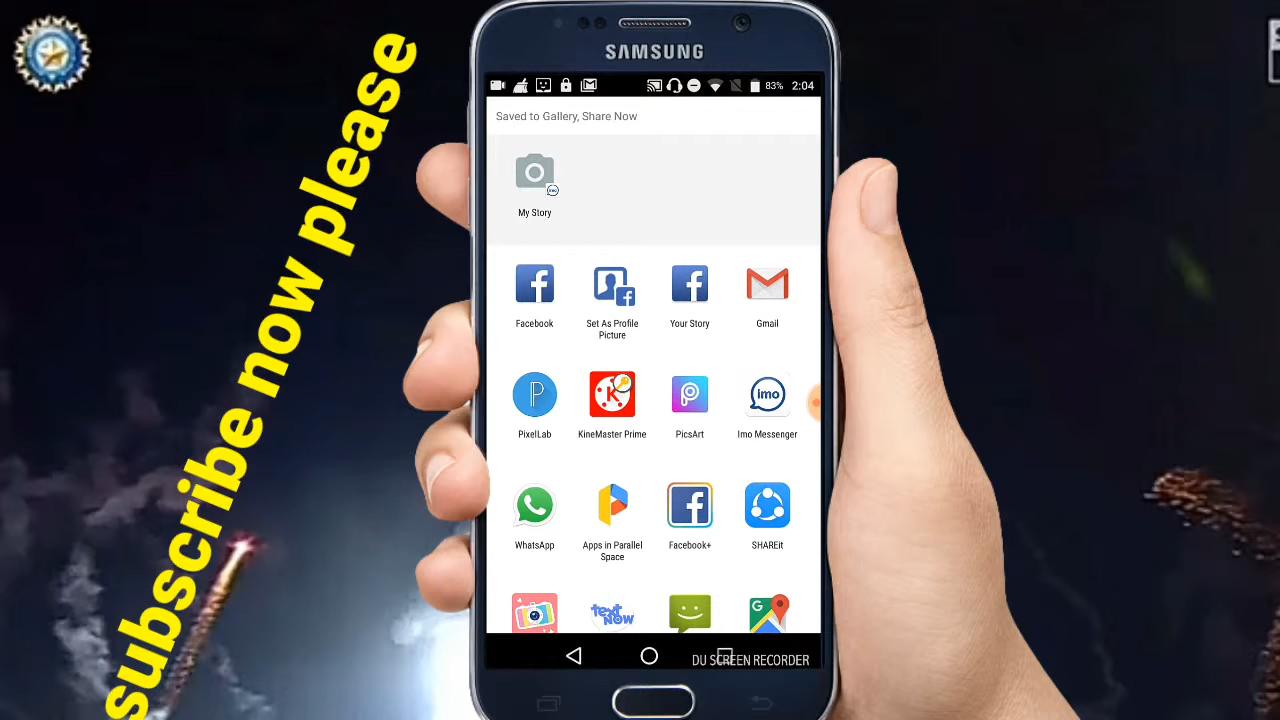 subscribe now please
SAMSUNG
83% 2:04
Saved to Gallery, Share Now
imo
My Story
Facebook
Set As Profile
Picture
Your Story
Gmail
imo
PixelLab
KineMaster Prime
PicsArt
Imo Messenger
WhatsApp
Apps in Parallel
Space
Facebook+
SHAREit
text
now
DU SCREEN RECORDER